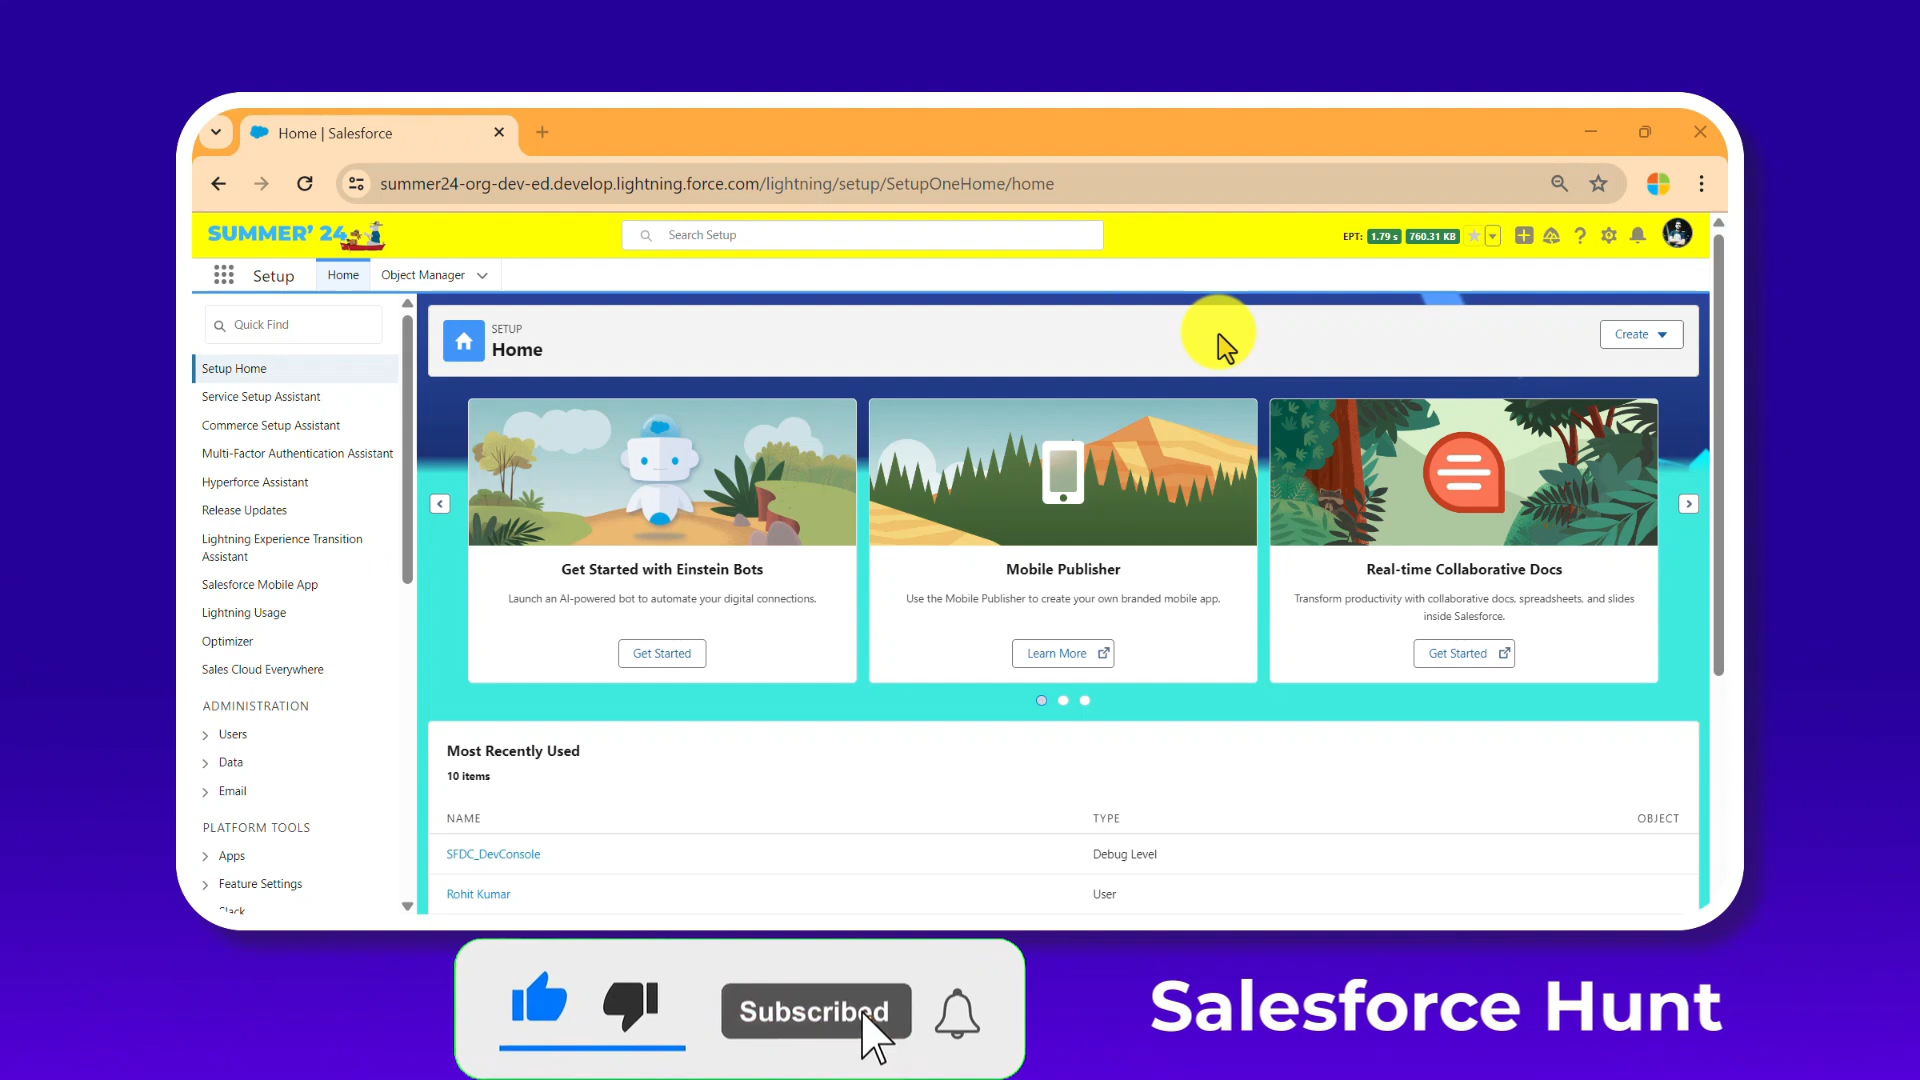 Home | Salesforce
summer24-org-dev-ed.develop.lightning.force.com/lightning/setup/SetupOneHome/home
SUMMER' 24
Search Setup
EPT: 1.79 s 760.31 KB
Setup
Home
Object Manager
Quick Find
Setup Home
Service Setup Assistant
Commerce Setup Assistant
Multi-Factor Authentication Assistant
Hyperforce Assistant
Release Updates
Lightning Experience Transition
Assistant
Salesforce Mobile App
Lightning Usage
Optimizer
Sales Cloud Everywhere
ADMINISTRATION
Users
Data
Email
PLATFORM TOOLS
Apps
Feature Settings
Slack
SETUP
Home
Create
Get Started with Einstein Bots
Launch an AI-powered bot to automate your digital connections.
Get Started
Mobile Publisher
Use the Mobile Publisher to create your own branded mobile app.
Learn More
Real-time Collaborative Docs
Transform productivity with collaborative docs, spreadsheets, and slides
inside Salesforce.
Get Started
Most Recently Used
10 items
NAME TYPE OBJECT
SFDC_DevConsole Debug Level
Rohit Kumar User
Subscribed
Salesforce Hunt